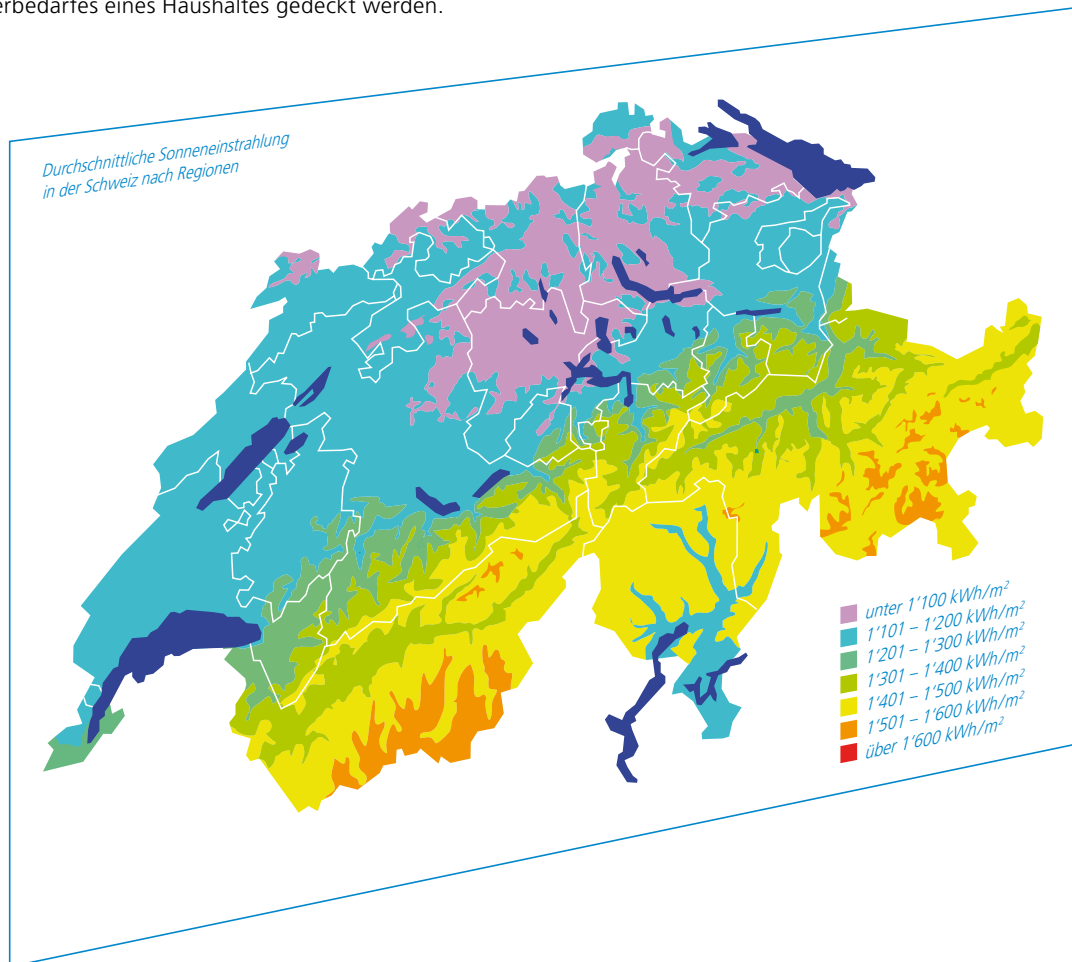 erbedarfes eines Haushaltes gedeckt werden.
Durchschnittliche Sonneneinstrahlung
in der Schweiz nach Regionen
unter 1'100 kWh/m²
1'101 – 1'200 kWh/m²
1'201 – 1'300 kWh/m²
1'301 – 1'400 kWh/m²
1'401 – 1'500 kWh/m²
1'501 – 1'600 kWh/m²
über 1'600 kWh/m²